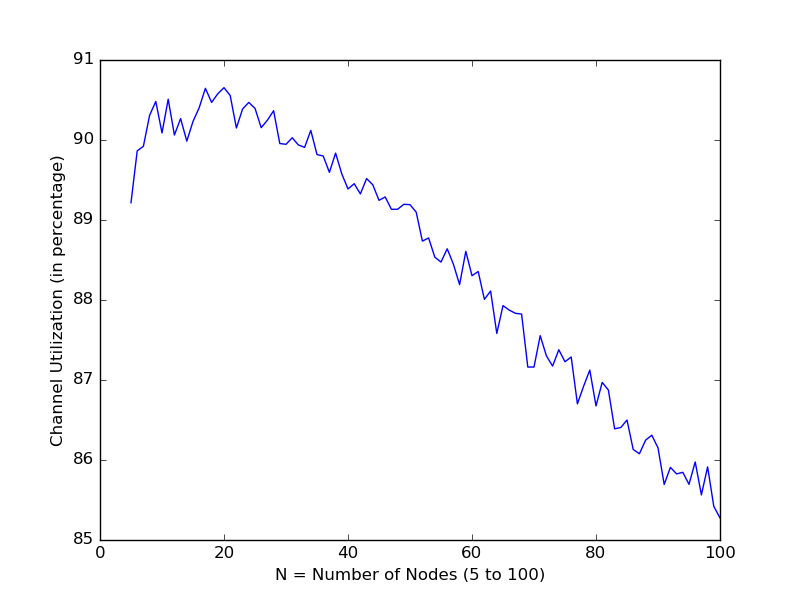 91
90
89
88
87
86
85
0 20 40 60 80 100
Channel Utilization (in percentage)
N = Number of Nodes (5 to 100)